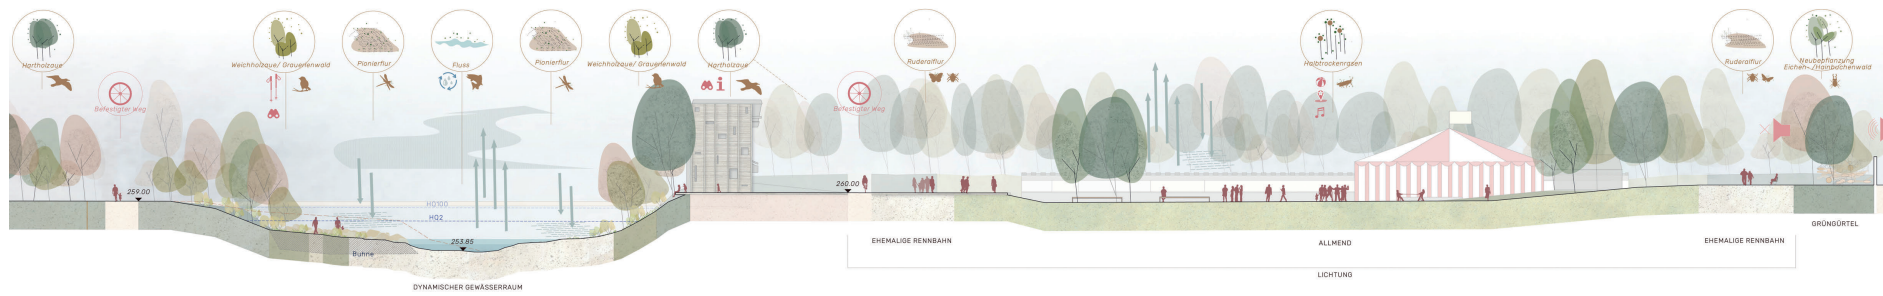 Hartholzaue
Befestigter Weg
Weichholzaue/ Grauerlenwald
Pionierflur
Fluss
Pionierflur
Weichholzaue/ Grauerlenwald
Hartholzaue
Befestigter Weg
Ruderalflur
Halbtrockenrasen
Ruderalflur
Neubepflanzung
Eichen- /Hainbuchenwald
259.00
HQ100
HQ2
253.85
Buhne
260.00
DYNAMISCHER GEWÄSSERRAUM
EHEMALIGE RENNBAHN
ALLMEND
EHEMALIGE RENNBAHN
GRÜNGÜRTEL
LICHTUNG